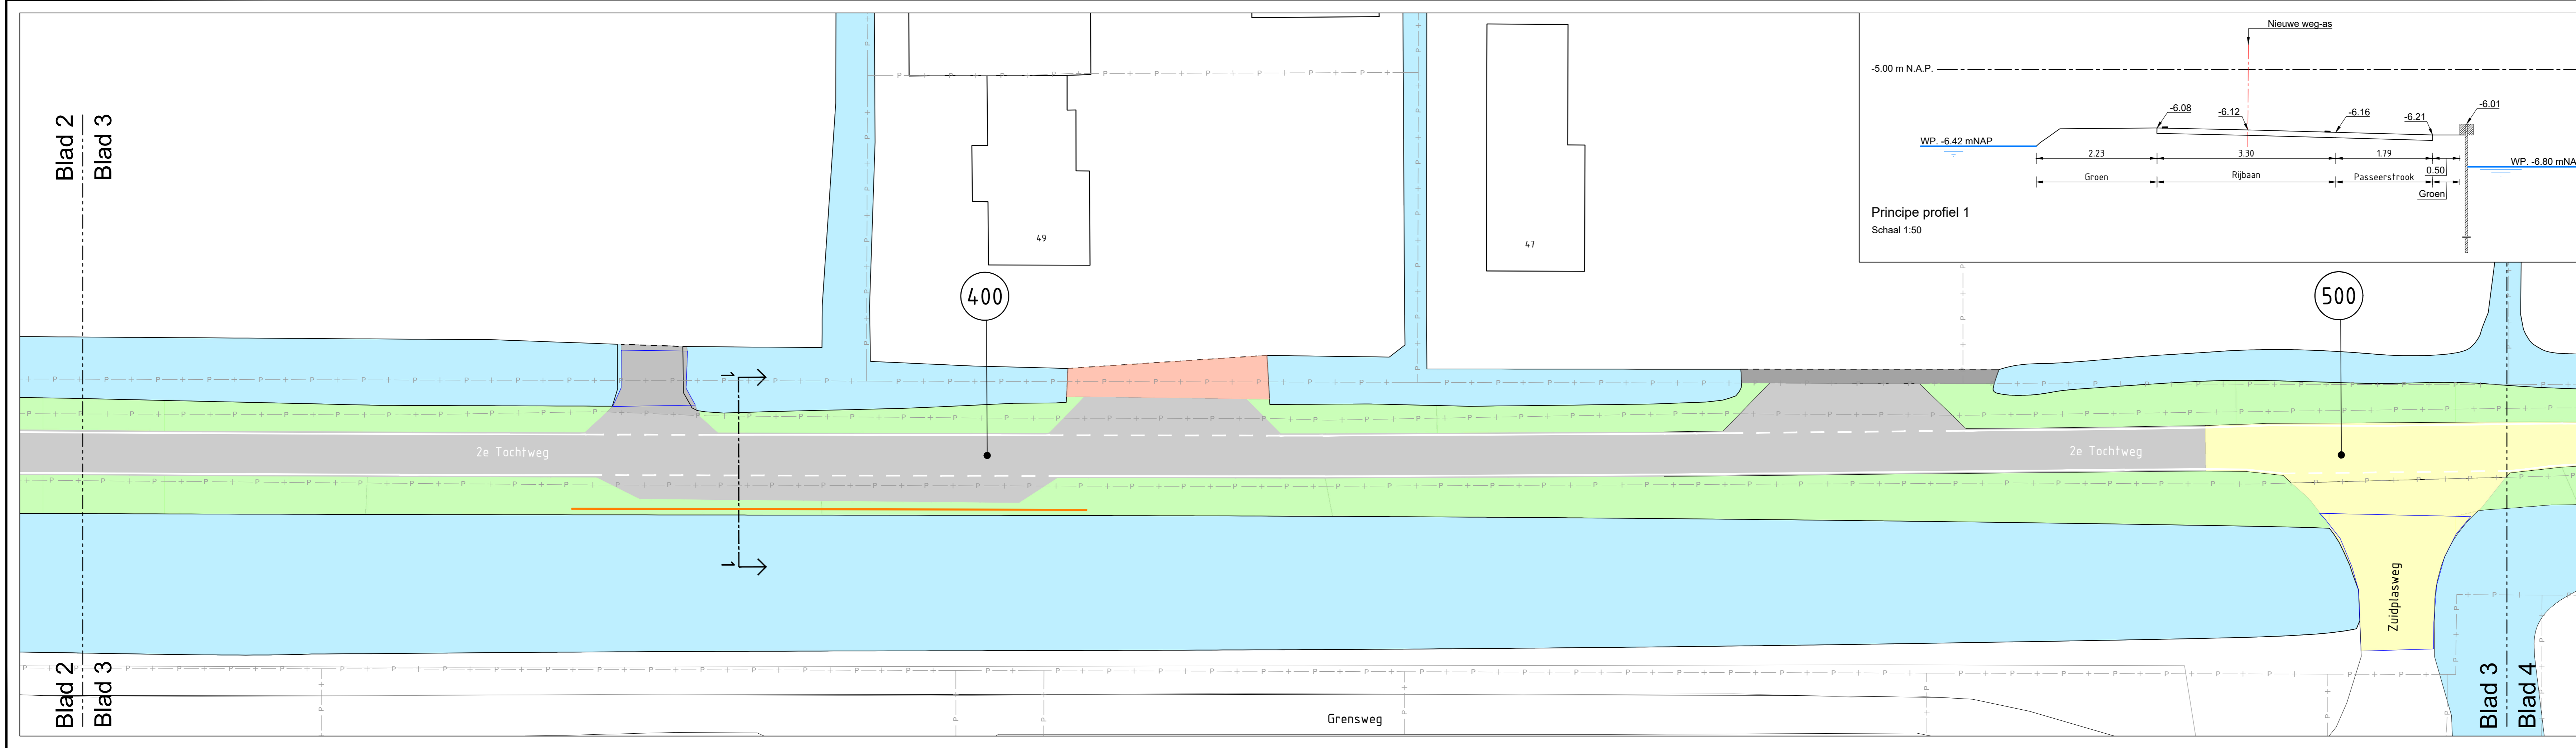 Blad 2
Blad 3
Nieuwe weg-as
-5.00 m N.A.P.
-6.08
-6.12
-6.16
-6.21
-6.01
WP. -6.42 mNAP
WP. -6.80 mNA
2.23
3.30
1.79
0.50
Groen
Rijbaan
Passeerstrook
Groen
Principe profiel 1
Schaal 1:50
49
47
400
500
1
2e Tochtweg
2e Tochtweg
1
Zuidplasweg
Blad 2
Blad 3
Grensweg
Blad 3
Blad 4